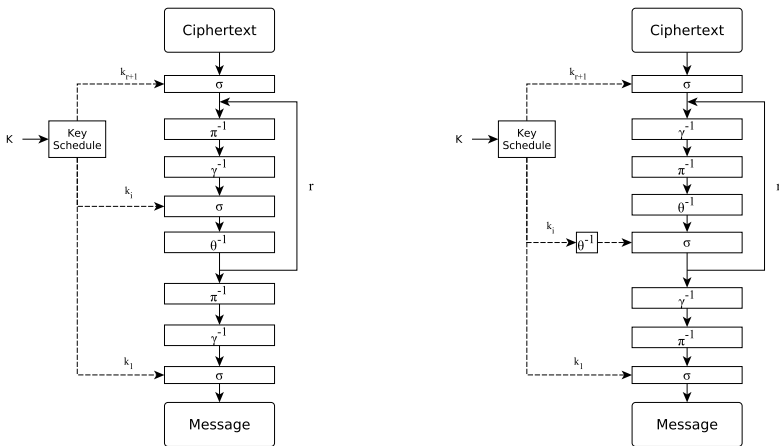 Ciphertext
k_{r+1}
σ
K
Key
Schedule
π^{-1}
γ^{-1}
k_i
σ
r
θ^{-1}
π^{-1}
γ^{-1}
k_1
σ
Message
Ciphertext
k_{r+1}
σ
K
Key
Schedule
γ^{-1}
π^{-1}
θ^{-1}
k_i
θ^{-1}
σ
γ^{-1}
π^{-1}
k_1
σ
Message